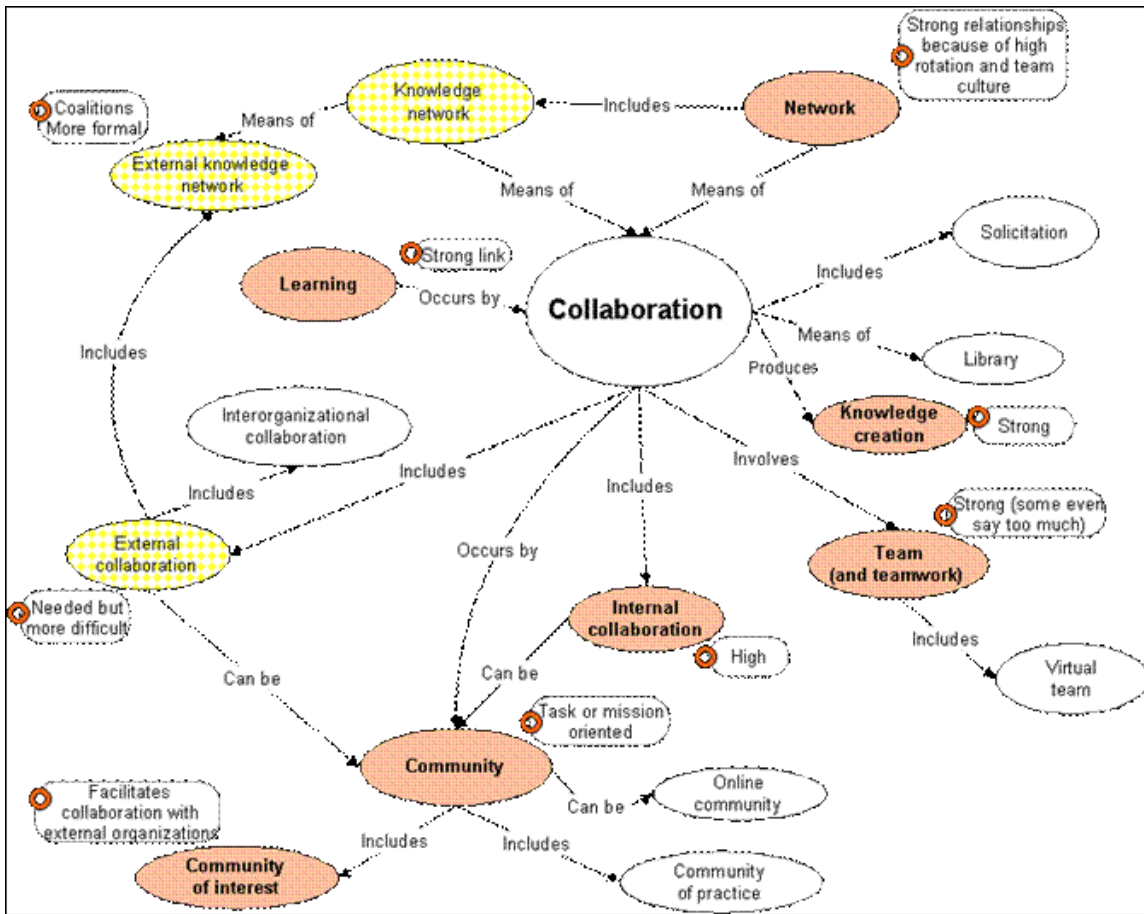 Strong relationships
because of high
rotation and team
culture
Knowledge
network
Includes
Network
Coalitions
More formal
Means of
External knowledge
network
Means of
Means of
Solicitation
Strong link
Learning
Occurs by
Collaboration
Includes
Includes
Means of
Library
Produces
Interorganizational
collaboration
Knowledge
creation
Strong
Includes
Includes
Includes
Involves
Strong (some even
say too much)
External
collaboration
Occurs by
Team
(and teamwork)
Needed but
more difficult
Internal
collaboration
Includes
High
Virtual
team
Can be
Can be
Task or mission
oriented
Community
Online
community
Can be
Facilitates
collaboration with
external organizations
Includes
Includes
Community
of interest
Community
of practice